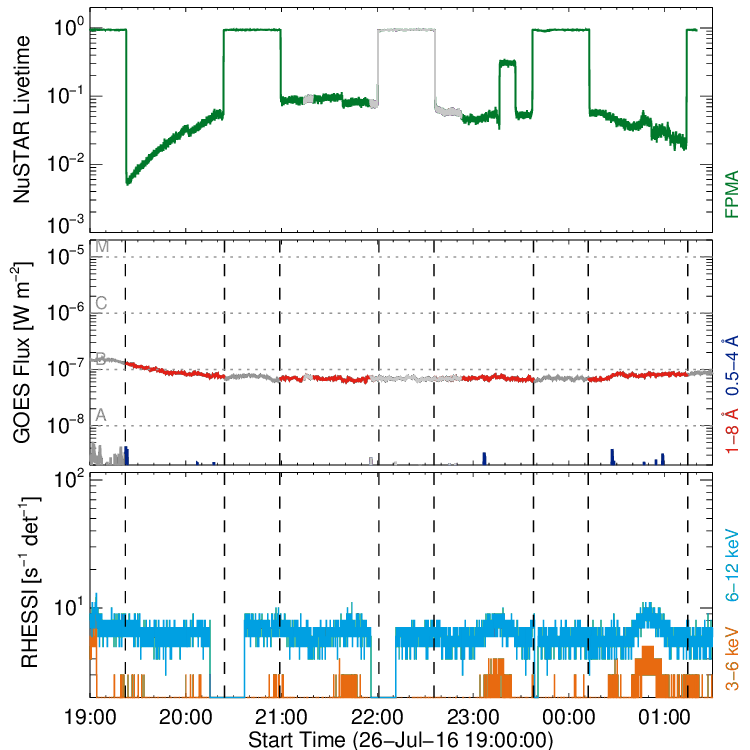 NuSTAR Livetime
10⁰
10⁻¹
10⁻²
10⁻³
FPMA
GOES Flux [W m⁻²]
10⁻⁵
10⁻⁶
10⁻⁷
10⁻⁸
M
C
B
A
1−8 Å
0.5−4 Å
RHESSI [s⁻¹ det⁻¹]
10²
10¹
3−6 keV
6−12 keV
19:00 20:00 21:00 22:00 23:00 00:00 01:00
Start Time (26−Jul−16 19:00:00)